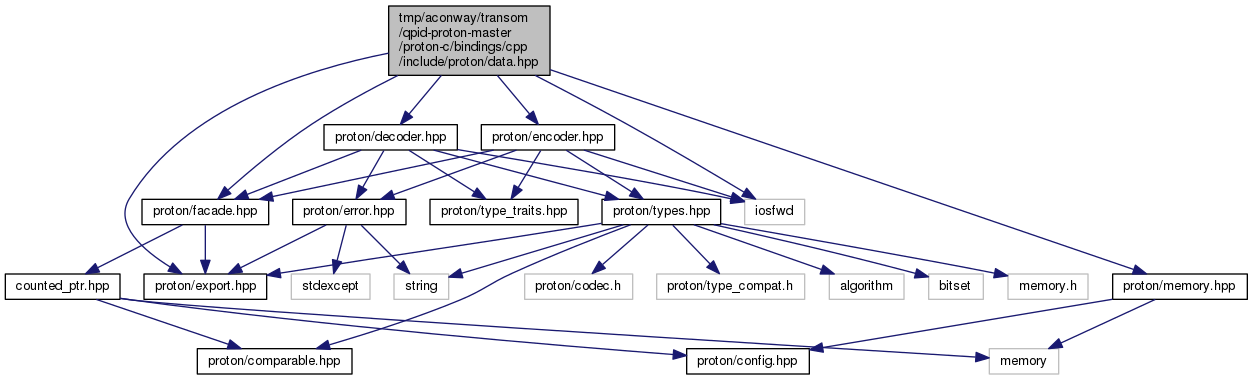 tmp/aconway/transom
/qpid-proton-master
/proton-c/bindings/cpp
/include/proton/data.hpp
proton/decoder.hpp
proton/encoder.hpp
proton/facade.hpp
proton/error.hpp
proton/type_traits.hpp
proton/types.hpp
iosfwd
counted_ptr.hpp
proton/export.hpp
stdexcept
string
proton/codec.h
proton/type_compat.h
algorithm
bitset
memory.h
proton/memory.hpp
proton/comparable.hpp
proton/config.hpp
memory